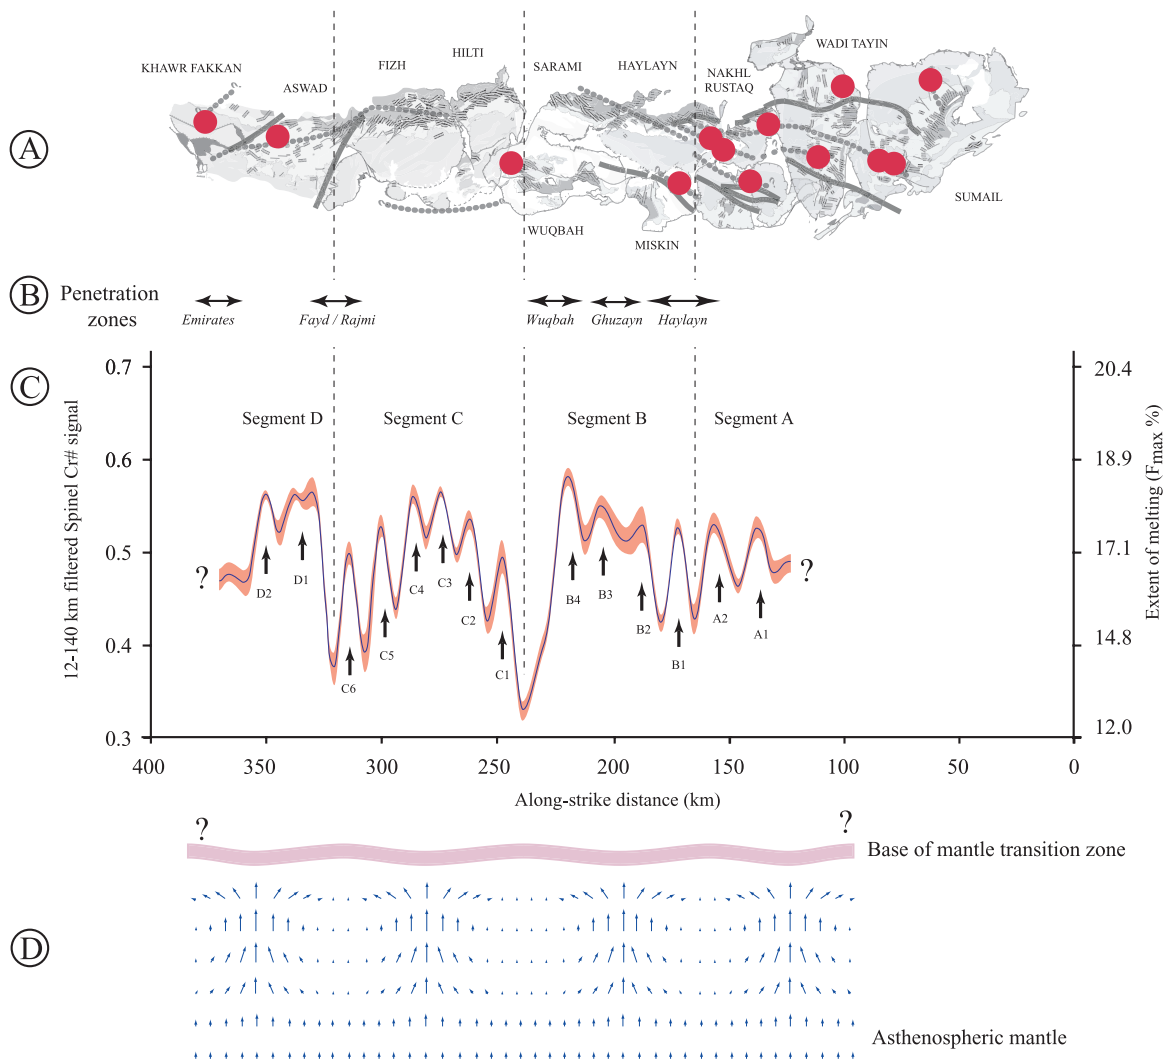 A
KHAWR FAKKAN
ASWAD
FIZH
HILTI
SARAMI
HAYLAYN
NAKHL
RUSTAQ
WADI TAYIN
WUQBAH
MISKIN
SUMAIL
B
Penetration
zones
Emirates
Fayd / Rajmi
Wuqbah
Ghuzayn
Haylayn
C
12-140 km filtered Spinel Cr# signal
0.7
0.6
0.5
0.4
0.3
Segment D
Segment C
Segment B
Segment A
?
D2
D1
C6
C5
C4
C3
C2
C1
B4
B3
B2
B1
A2
A1
?
20.4
18.9
17.1
14.8
12.0
Extent of melting (Fmax %)
400
350
300
250
200
150
100
50
0
Along-strike distance (km)
?
?
Base of mantle transition zone
D
Asthenospheric mantle